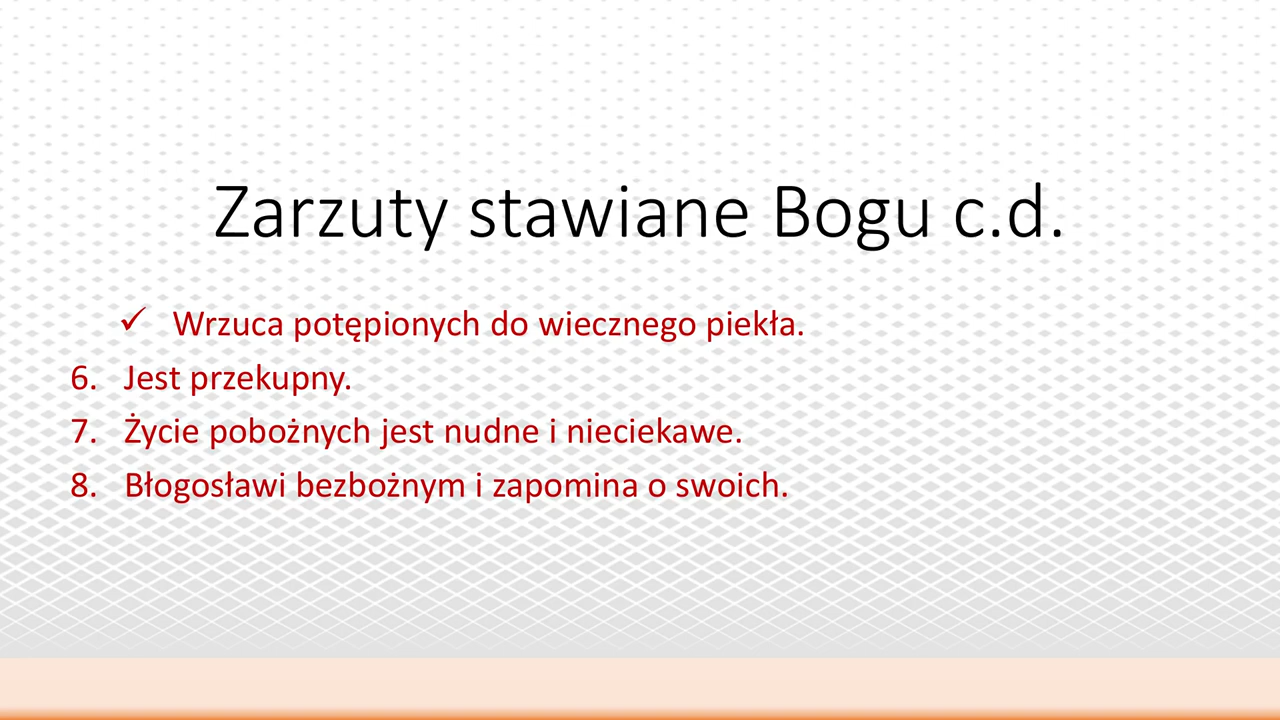 Zarzuty stawiane Bogu c.d.
✓ Wrzuca potępionych do wiecznego piekła.
6. Jest przekupny.
7. Życie pobożnych jest nudne i nieciekawe.
8. Błogosławi bezbożnym i zapomina o swoich.